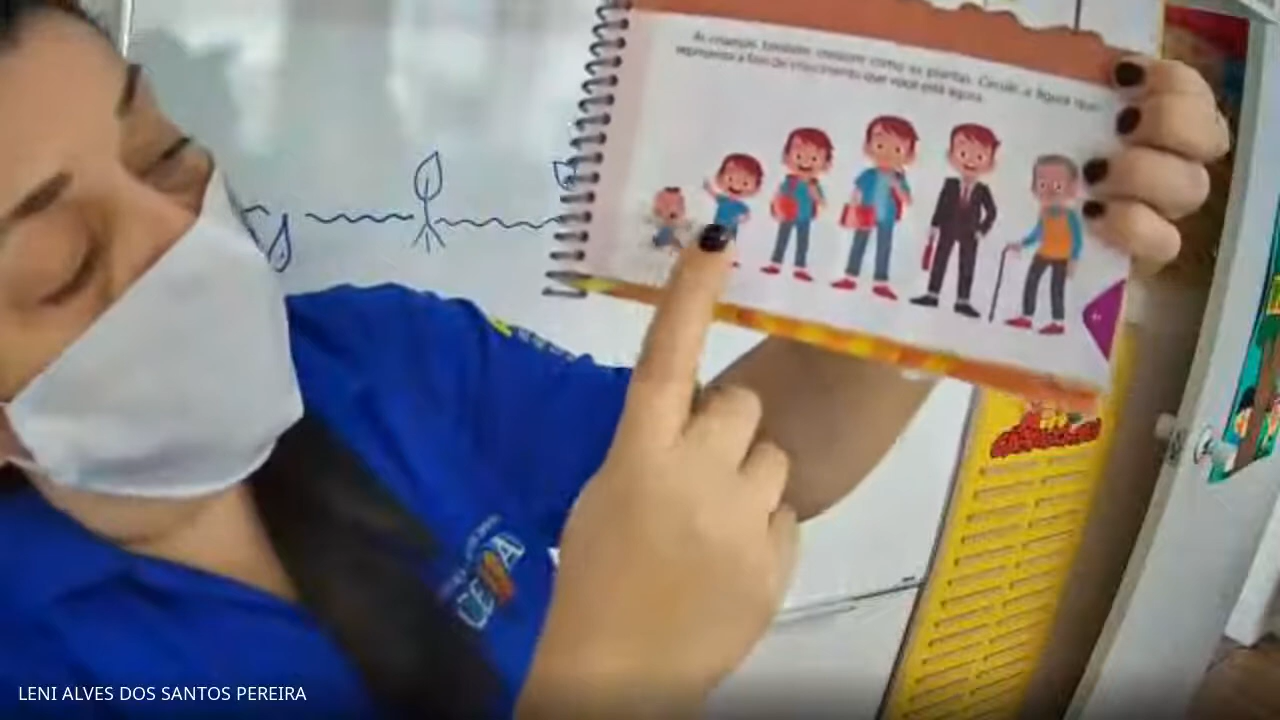 As crianças também crescem como as plantas. Circule a figura que
representa a fase de crescimento que você está agora.
CEMA
LENI ALVES DOS SANTOS PEREIRA